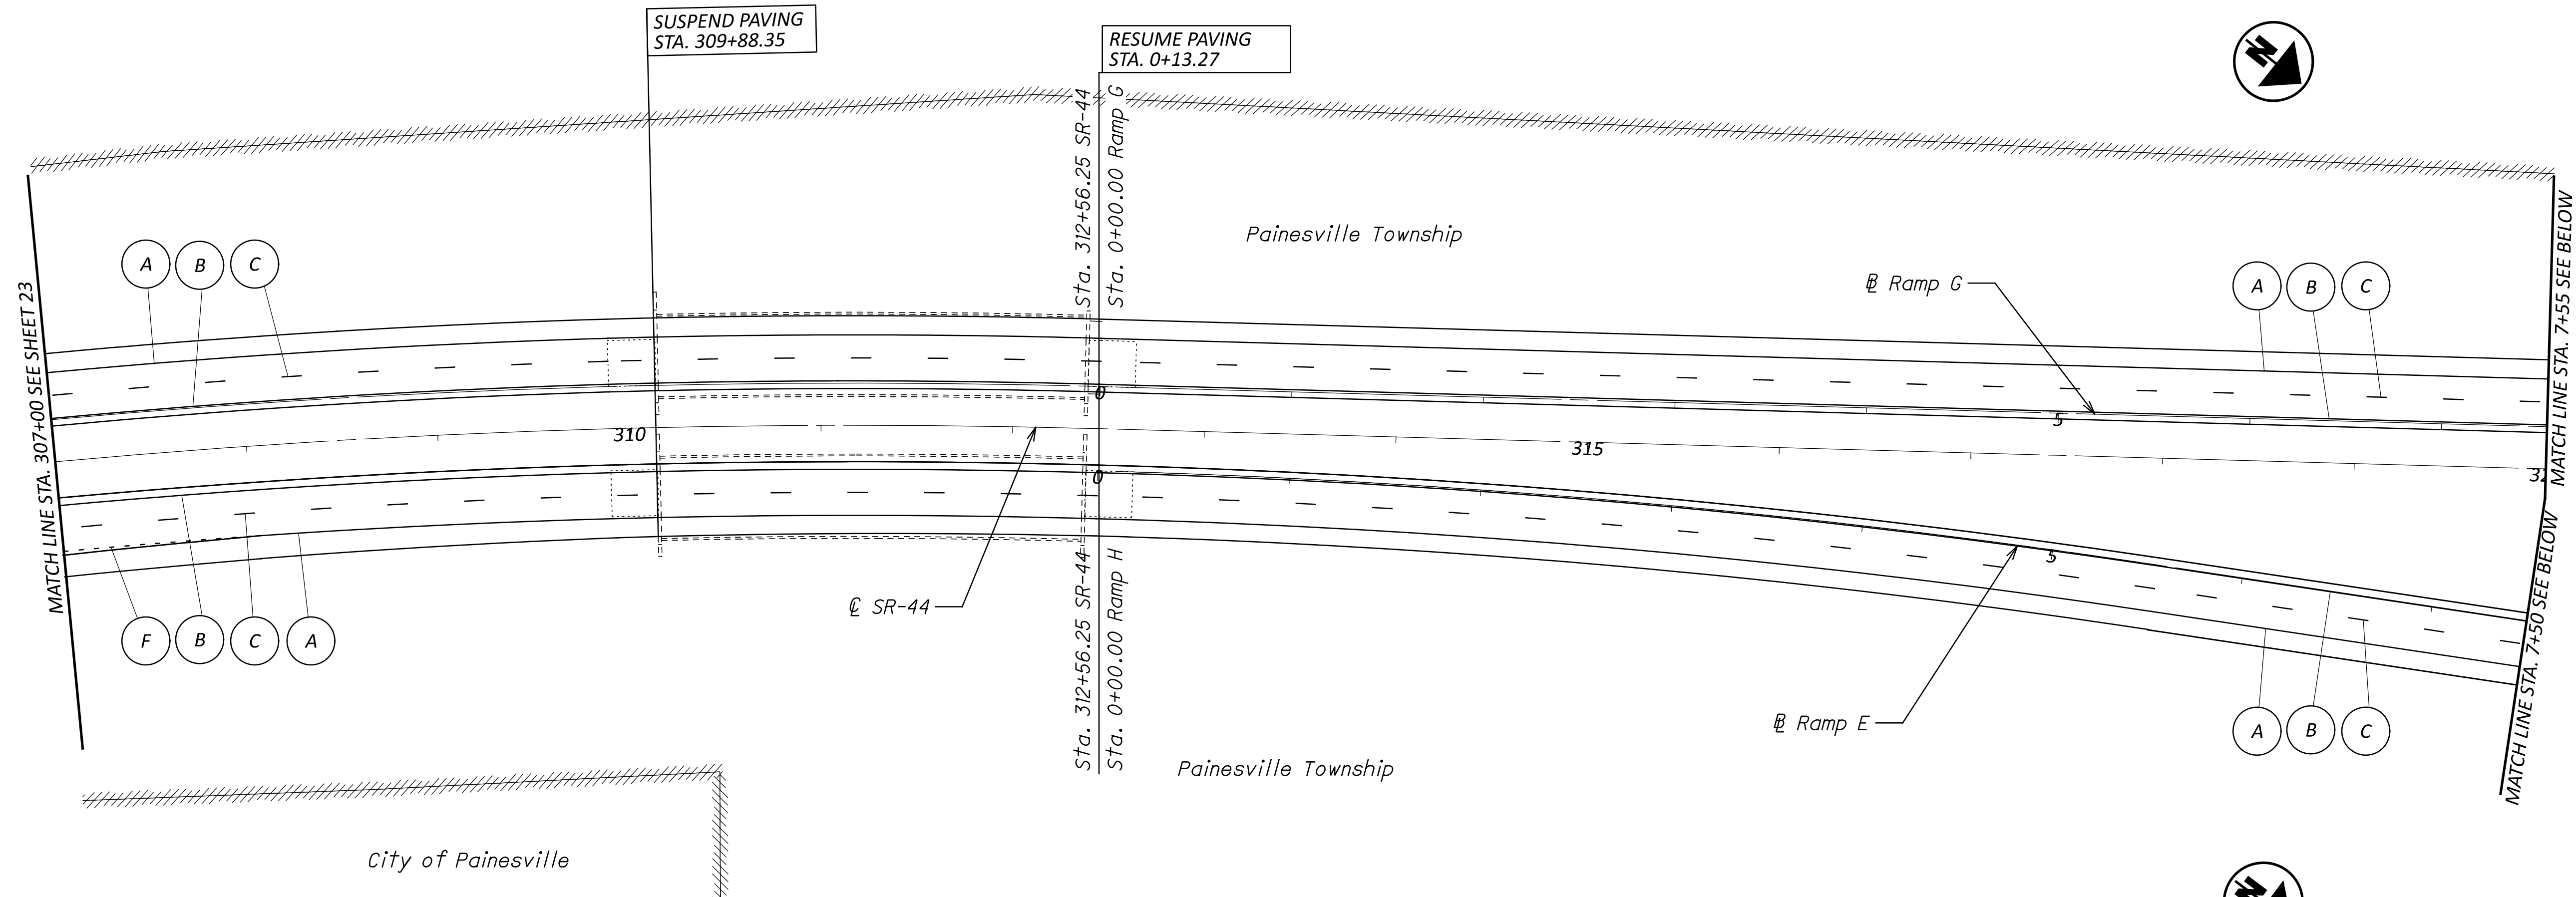 SUSPEND PAVING
STA. 309+88.35
RESUME PAVING
STA. 0+13.27
N
Sta. 312+56.25 SR-44
Sta. 0+00.00 Ramp G
Painesville Township
A B C
℄ Ramp G
A B C
MATCH LINE STA. 307+00 SEE SHEET 23
MATCH LINE STA. 7+55 SEE BELOW
0
5
310
315
32
0
5
℄ SR-44
F B C A
Sta. 312+56.25 SR-44
Sta. 0+00.00 Ramp H
BL Ramp E
A B C
MATCH LINE STA. 7+50 SEE BELOW
Painesville Township
City of Painesville
N